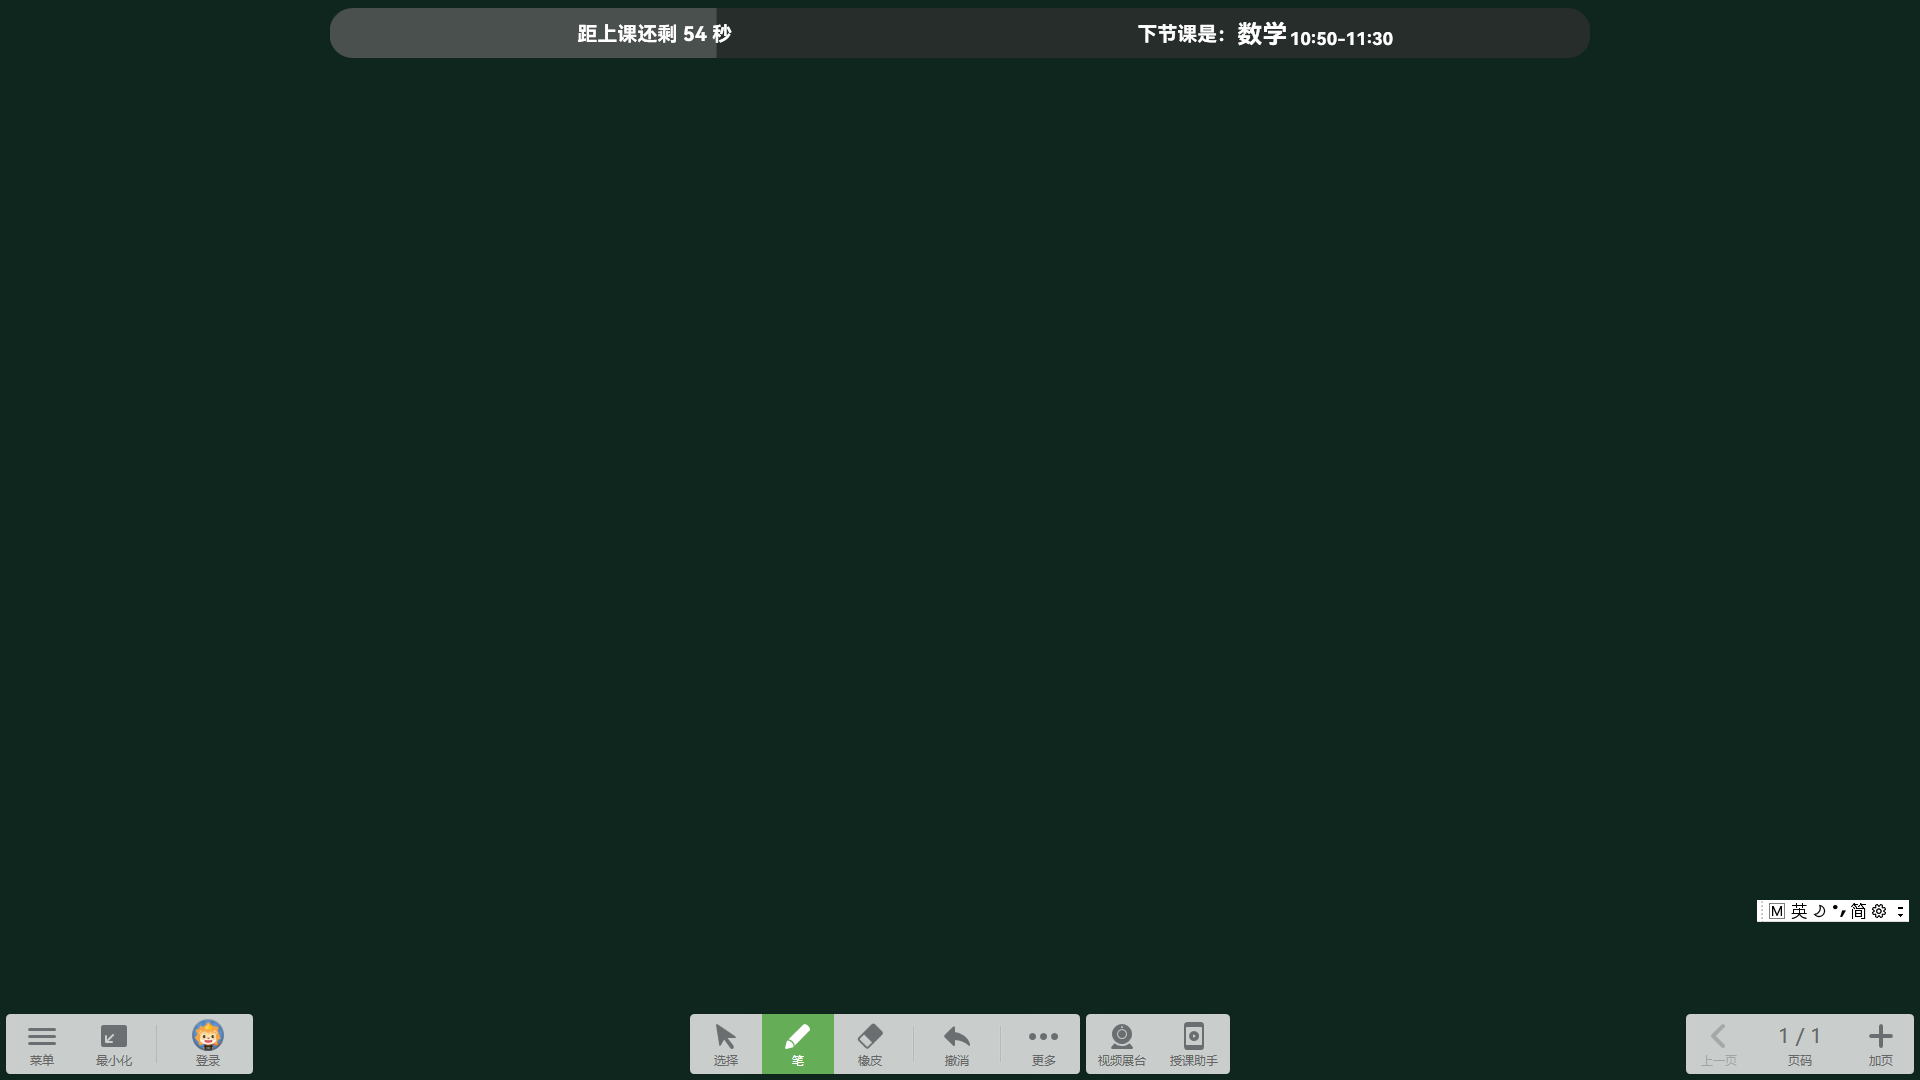 距上课还剩 54 秒
下节课是：数学 10:50-11:30
M 英 简
菜单 最小化 登录
选择 笔 橡皮 撤消 更多 视频展台 授课助手
1 / 1
上一页 页码 加页